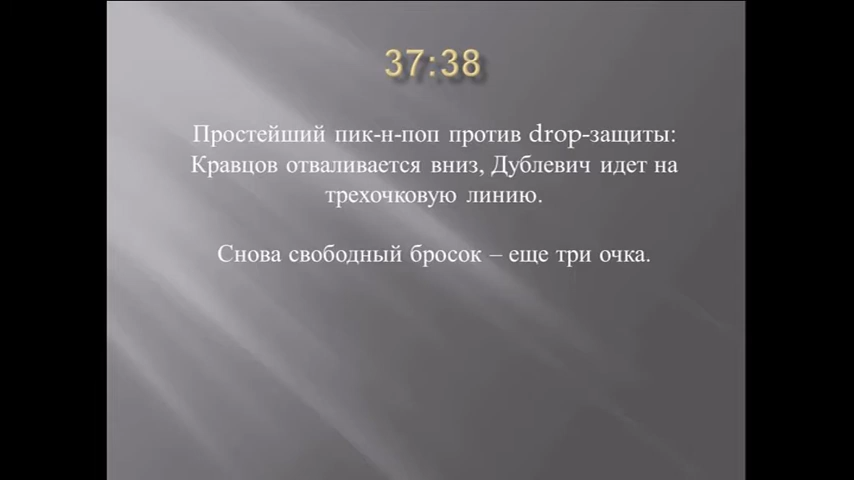 37:38
Простейший пик-н-поп против drop-защиты:
Кравцов отваливается вниз, Дублевич идет на
трехочковую линию.
Снова свободный бросок – еще три очка.